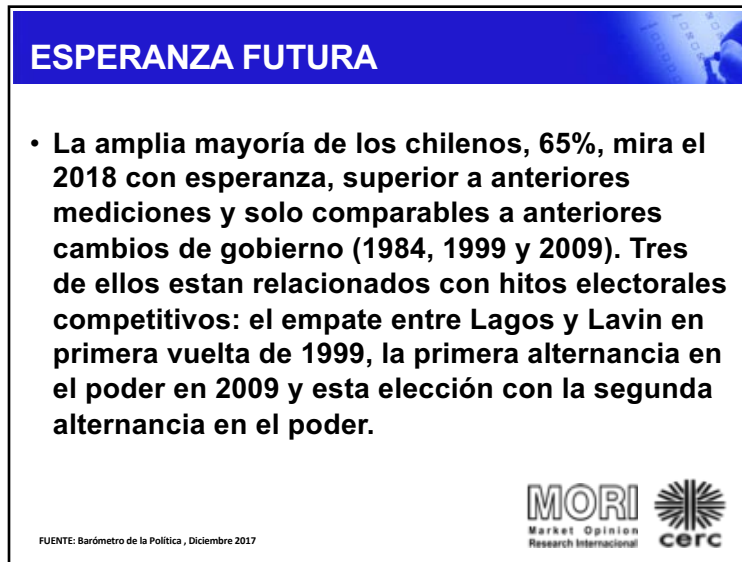 ESPERANZA FUTURA
• La amplia mayoría de los chilenos, 65%, mira el
2018 con esperanza, superior a anteriores
mediciones y solo comparables a anteriores
cambios de gobierno (1984, 1999 y 2009). Tres
de ellos estan relacionados con hitos electorales
competitivos: el empate entre Lagos y Lavin en
primera vuelta de 1999, la primera alternancia en
el poder en 2009 y esta elección con la segunda
alternancia en el poder.
MORI
Market Opinion
Research Internacional
cerc
FUENTE: Barómetro de la Política , Diciembre 2017